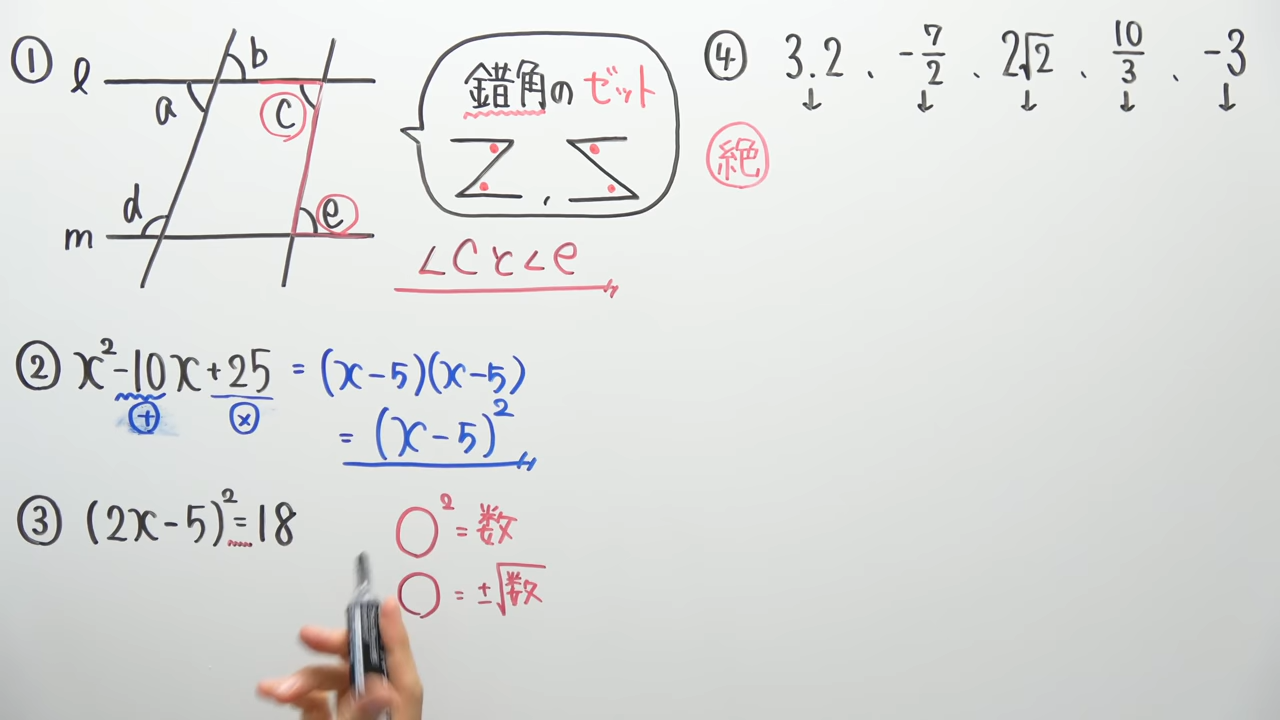 ① ℓ b a c
錯角のゼット
Z , Σ
d e m
∠c と ∠e
② x²-10x+25 = (x-5)(x-5)
+ ×
= (x-5)²
③ (2x-5)²=18
○² = 数
○ = ±√数
④ 3.2、-7/2、2√2、10/3、-3
↓ ↓ ↓ ↓ ↓
絶